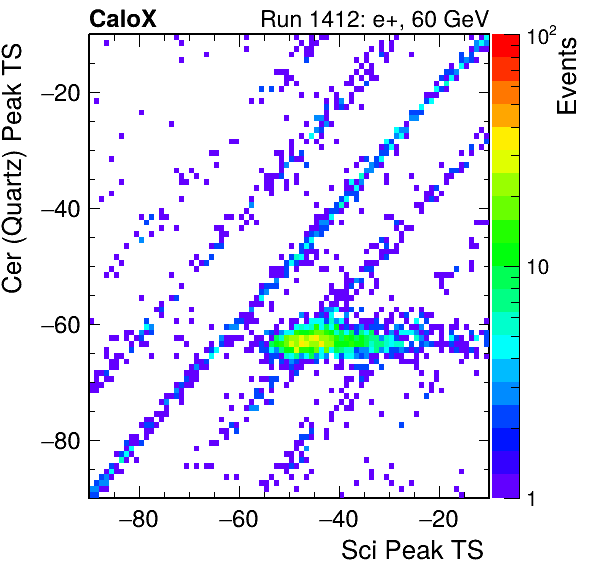 CaloX Run 1412: e+, 60 GeV
Cer (Quartz) Peak TS
−20
−40
−60
−80
−80 −60 −40 −20
Sci Peak TS
10²
10
1
Events